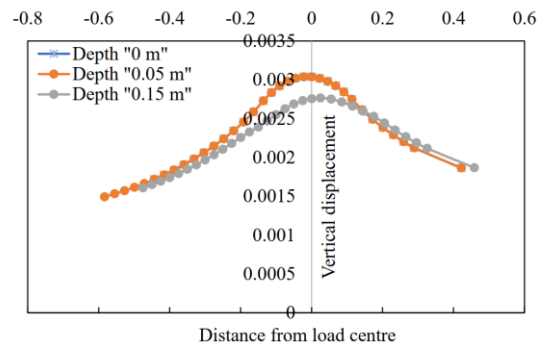 -0.8 -0.6 -0.4 -0.2 0 0.2 0.4 0.6
0.0035
Depth "0 m"
0.003
Depth "0.05 m"
Depth "0.15 m"
0.0025
0.002
0.0015
0.001
0.0005
0
Vertical displacement
Distance from load centre